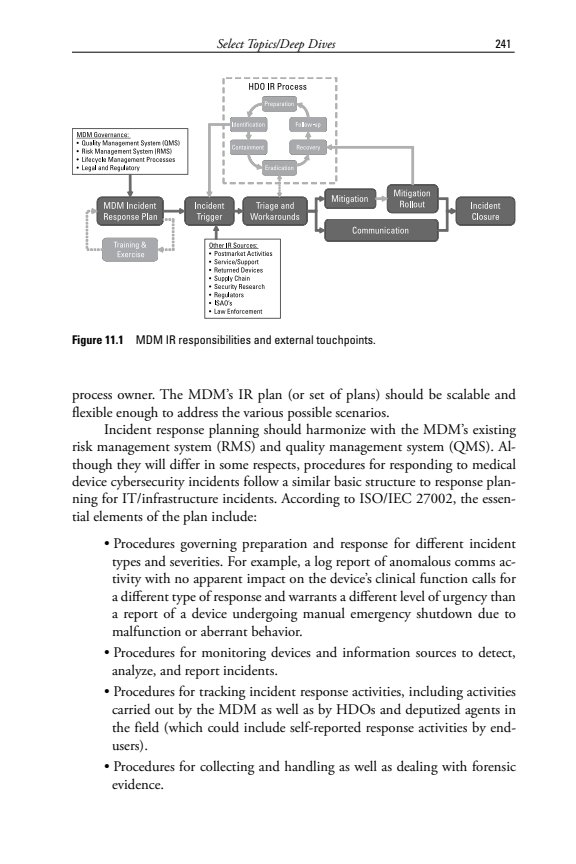 Select Topics/Deep Dives 241
HDO IR Process
Preparation
Identification
Follow-up
Containment
Recovery
Eradication
MDM Governance:
• Quality Management System (QMS)
• Risk Management System (RMS)
• Lifecycle Management Processes
• Legal and Regulatory
MDM Incident
Response Plan
Incident
Trigger
Triage and
Workarounds
Mitigation
Mitigation
Rollout
Communication
Incident
Closure
Training &
Exercise
Other IR Sources:
• Postmarket Activities
• Service/Support
• Returned Devices
• Supply Chain
• Security Research
• Regulators
• ISAO's
• Law Enforcement
Figure 11.1 MDM IR responsibilities and external touchpoints.
process owner. The MDM's IR plan (or set of plans) should be scalable and
flexible enough to address the various possible scenarios.
Incident response planning should harmonize with the MDM's existing
risk management system (RMS) and quality management system (QMS). Al-
though they will differ in some respects, procedures for responding to medical
device cybersecurity incidents follow a similar basic structure to response plan-
ning for IT/infrastructure incidents. According to ISO/IEC 27002, the essen-
tial elements of the plan include:
• Procedures governing preparation and response for different incident
types and severities. For example, a log report of anomalous comms ac-
tivity with no apparent impact on the device's clinical function calls for
a different type of response and warrants a different level of urgency than
a report of a device undergoing manual emergency shutdown due to
malfunction or aberrant behavior.
• Procedures for monitoring devices and information sources to detect,
analyze, and report incidents.
• Procedures for tracking incident response activities, including activities
carried out by the MDM as well as by HDOs and deputized agents in
the field (which could include self-reported response activities by end-
users).
• Procedures for collecting and handling as well as dealing with forensic
evidence.